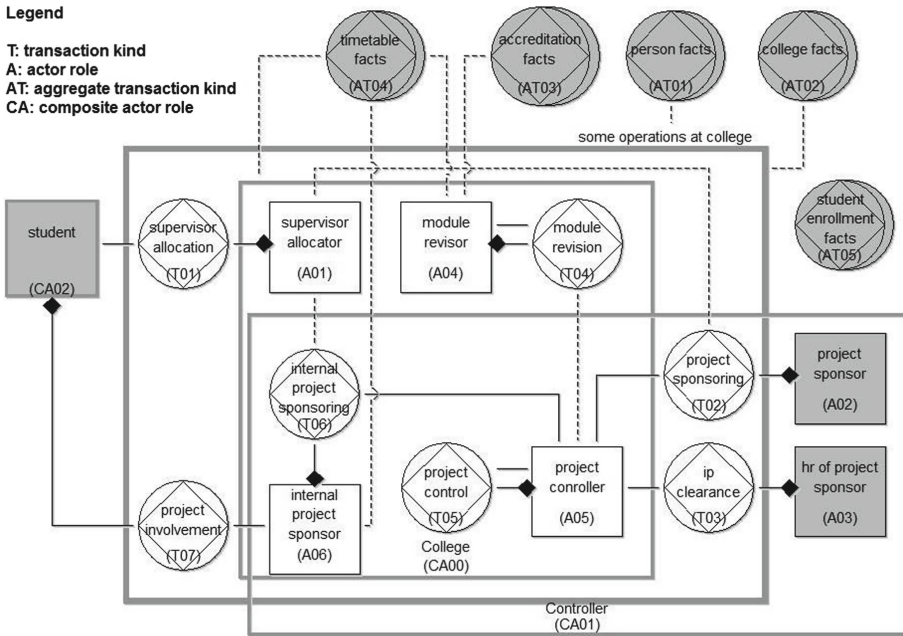 Legend
T: transaction kind
A: actor role
AT: aggregate transaction kind
CA: composite actor role
timetable
facts
(AT04)
accreditation
facts
(AT03)
person facts
(AT01)
college facts
(AT02)
some operations at college
student
(CA02)
supervisor
allocation
(T01)
supervisor
allocator
(A01)
module
revisor
(A04)
module
revision
(T04)
student
enrollment
facts
(AT05)
internal
project
sponsoring
(T06)
project
sponsoring
(T02)
project
sponsor
(A02)
project
involvement
(T07)
internal
project
sponsor
(A06)
project
control
(T05)
project
conroller
(A05)
ip
clearance
(T03)
hr of project
sponsor
(A03)
College
(CA00)
Controller
(CA01)